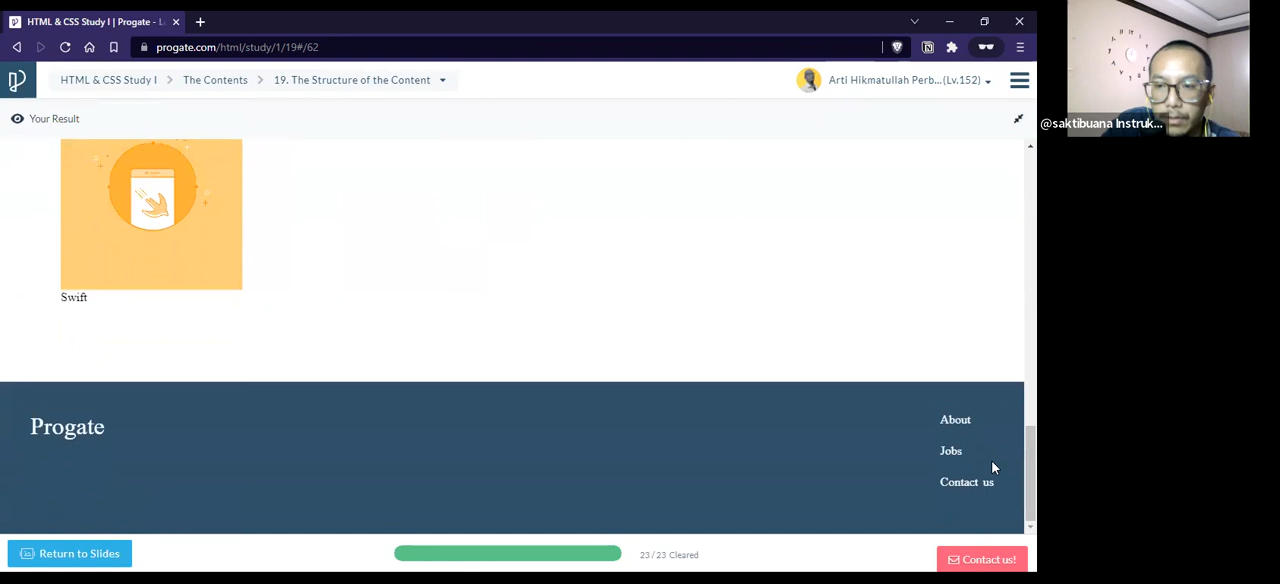 HTML & CSS Study I | Progate - L
progate.com/html/study/1/19#/62
HTML & CSS Study I
The Contents
19. The Structure of the Content
Arti Hikmatullah Perb...(Lv.152)
@saktibuana Instruk...
Your Result
Swift
Progate
About
Jobs
Contact us
Return to Slides
23 / 23 Cleared
Contact us!